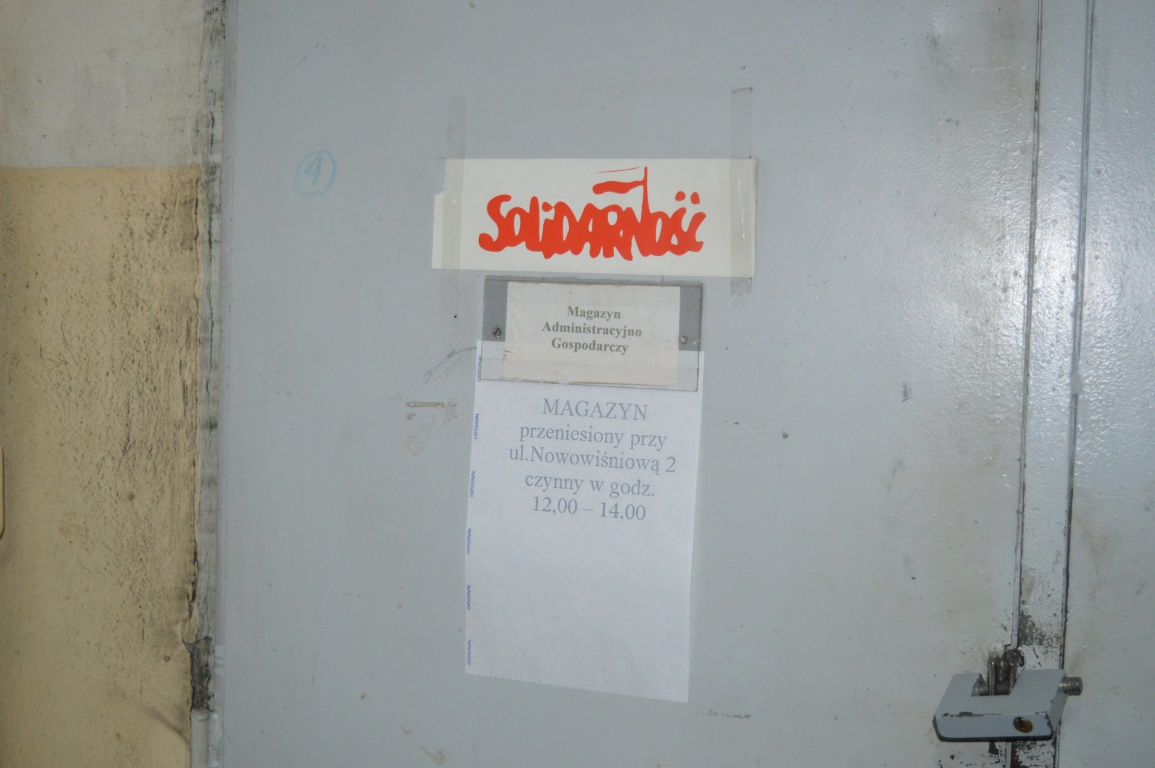 SOLIDARNOŚĆ
Magazyn
Administracyjno
Gospodarczy
MAGAZYN
przeniesiony przy
ul.Nowowiśniową 2
czynny w godz.
12,00 – 14,00